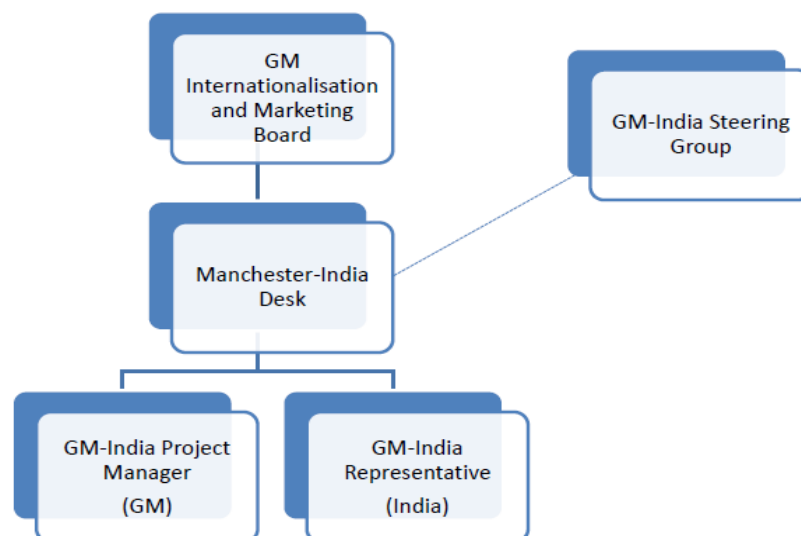 GM
Internationalisation
and Marketing
Board
GM-India Steering
Group
Manchester-India
Desk
GM-India Project
Manager
(GM)
GM-India
Representative
(India)